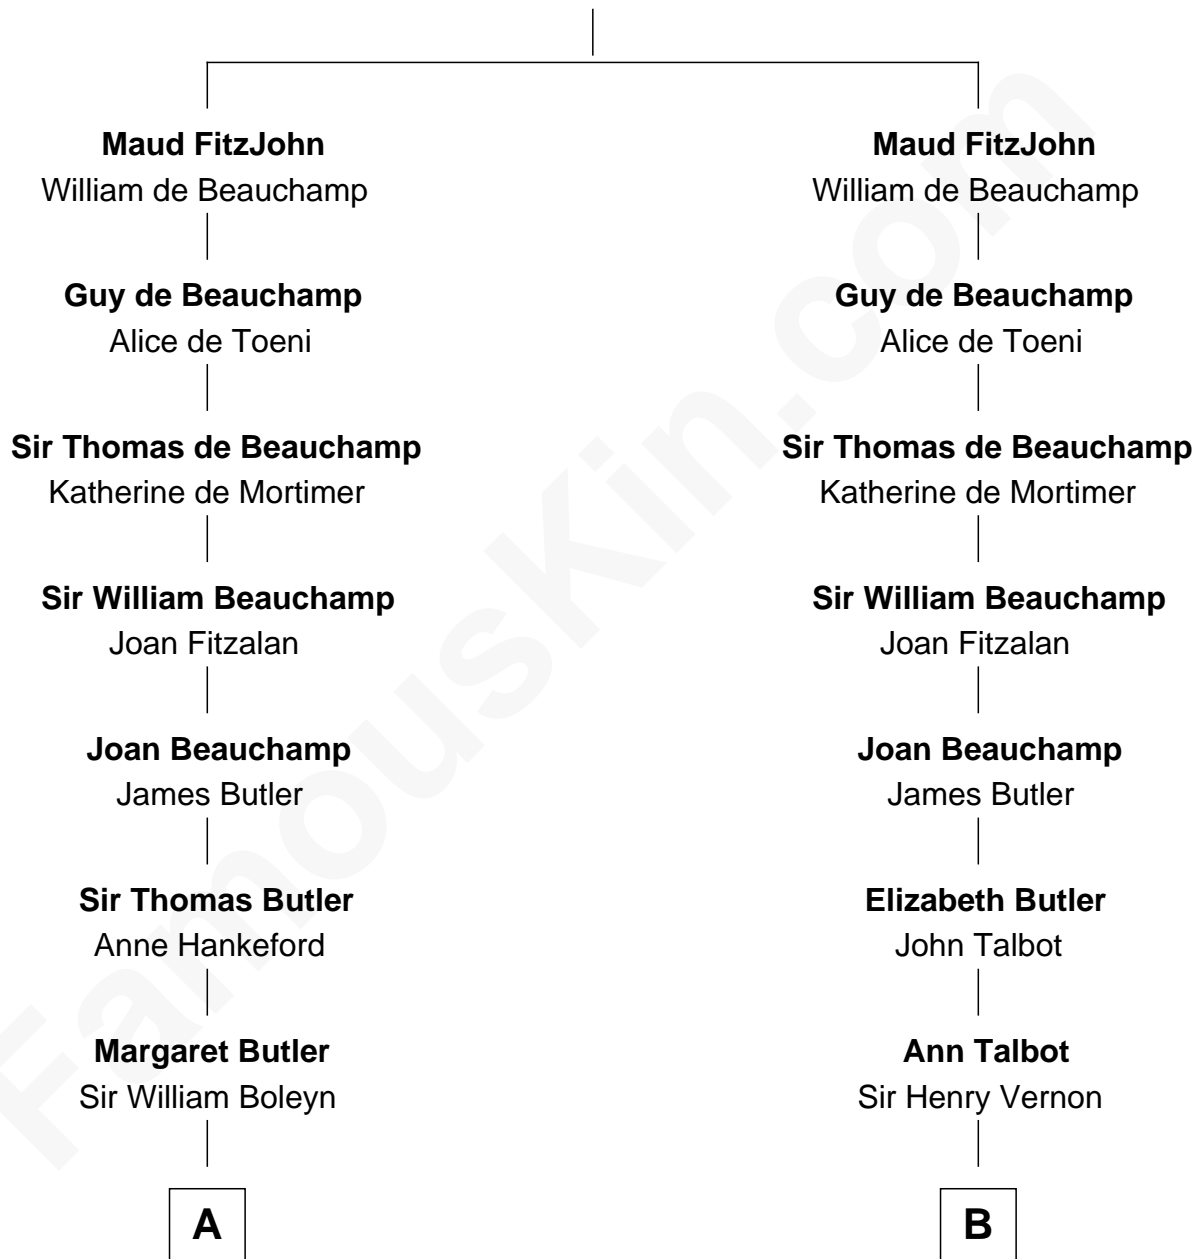 Maud FitzJohn
William de Beauchamp
Guy de Beauchamp
Alice de Toeni
Sir Thomas de Beauchamp
Katherine de Mortimer
Sir William Beauchamp
Joan Fitzalan
Joan Beauchamp
James Butler
Sir Thomas Butler
Anne Hankeford
Margaret Butler
Sir William Boleyn
A
Maud FitzJohn
William de Beauchamp
Guy de Beauchamp
Alice de Toeni
Sir Thomas de Beauchamp
Katherine de Mortimer
Sir William Beauchamp
Joan Fitzalan
Joan Beauchamp
James Butler
Elizabeth Butler
John Talbot
Ann Talbot
Sir Henry Vernon
B
FamousKin.com